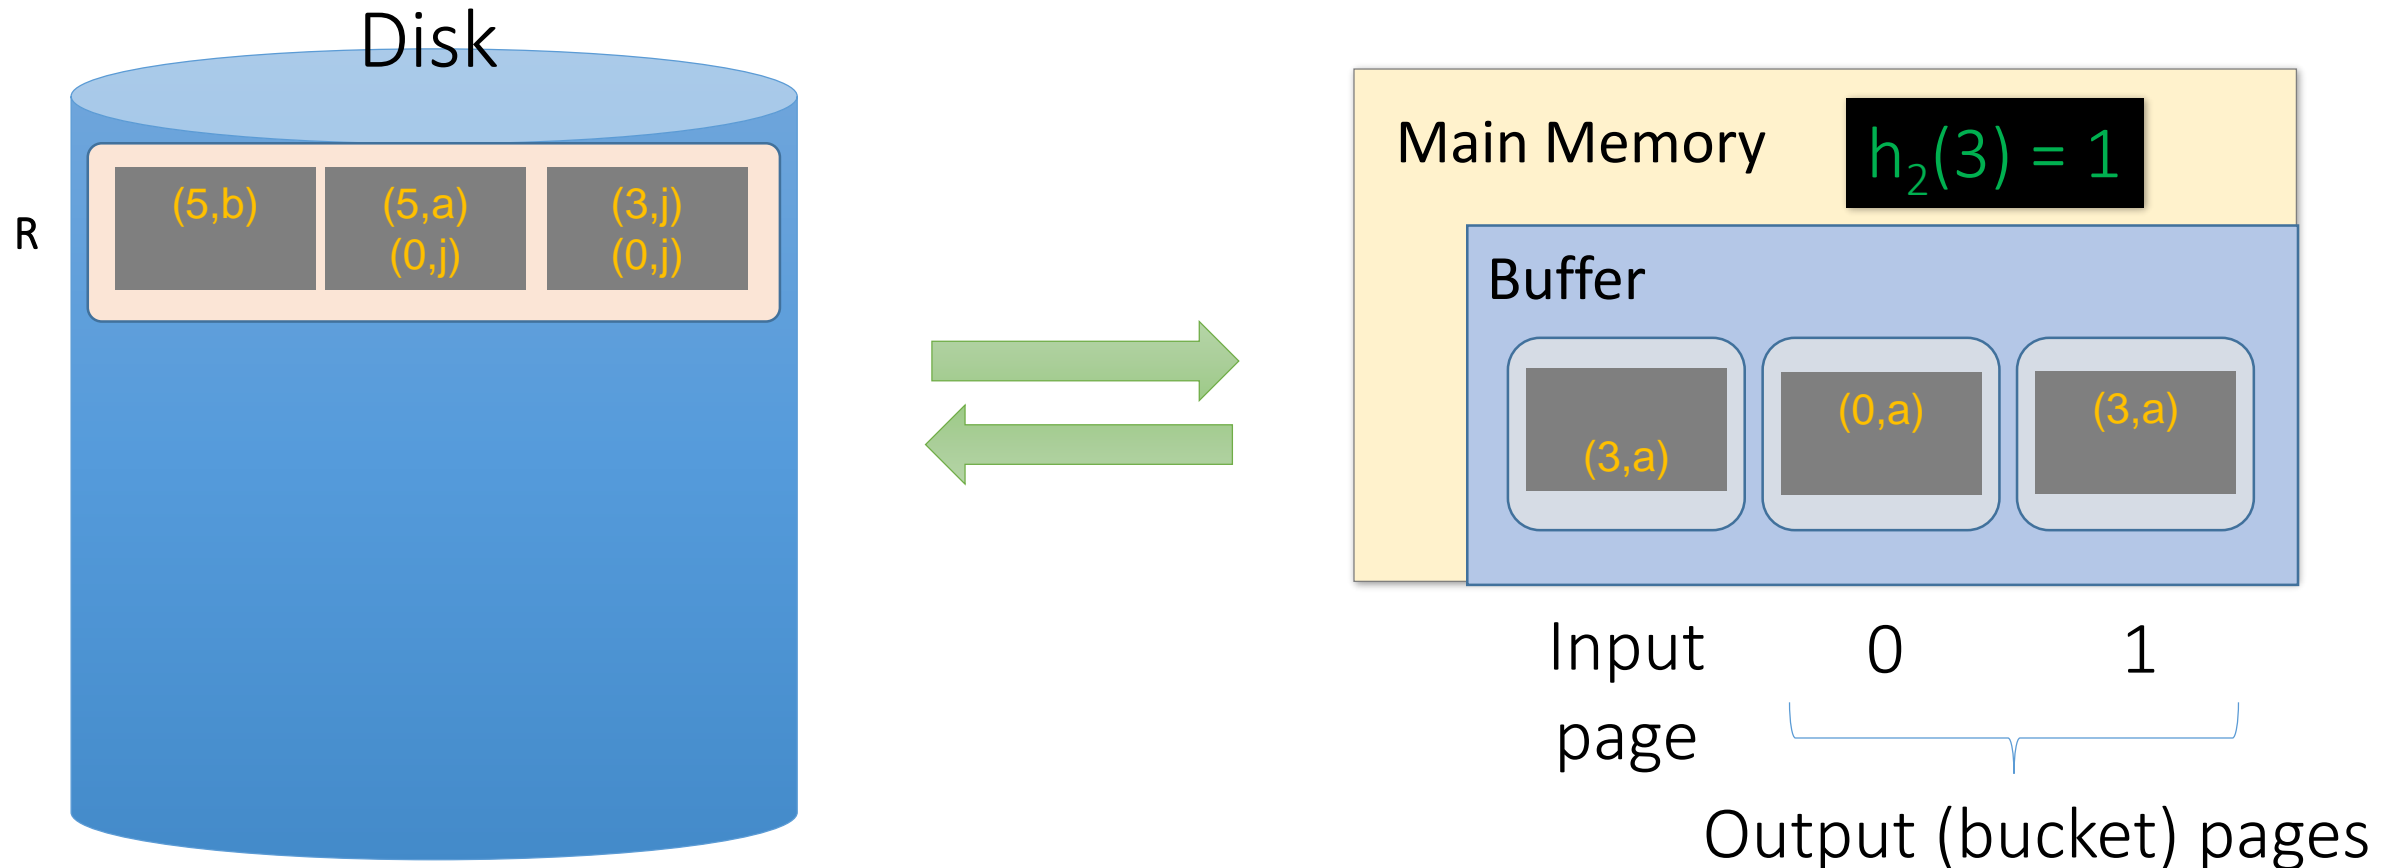 Disk
R
(5,b)
(5,a)
(0,j)
(3,j)
(0,j)
Main Memory
h₂(3) = 1
Buffer
(3,a)
(0,a)
(3,a)
Input
page
0
1
Output (bucket) pages